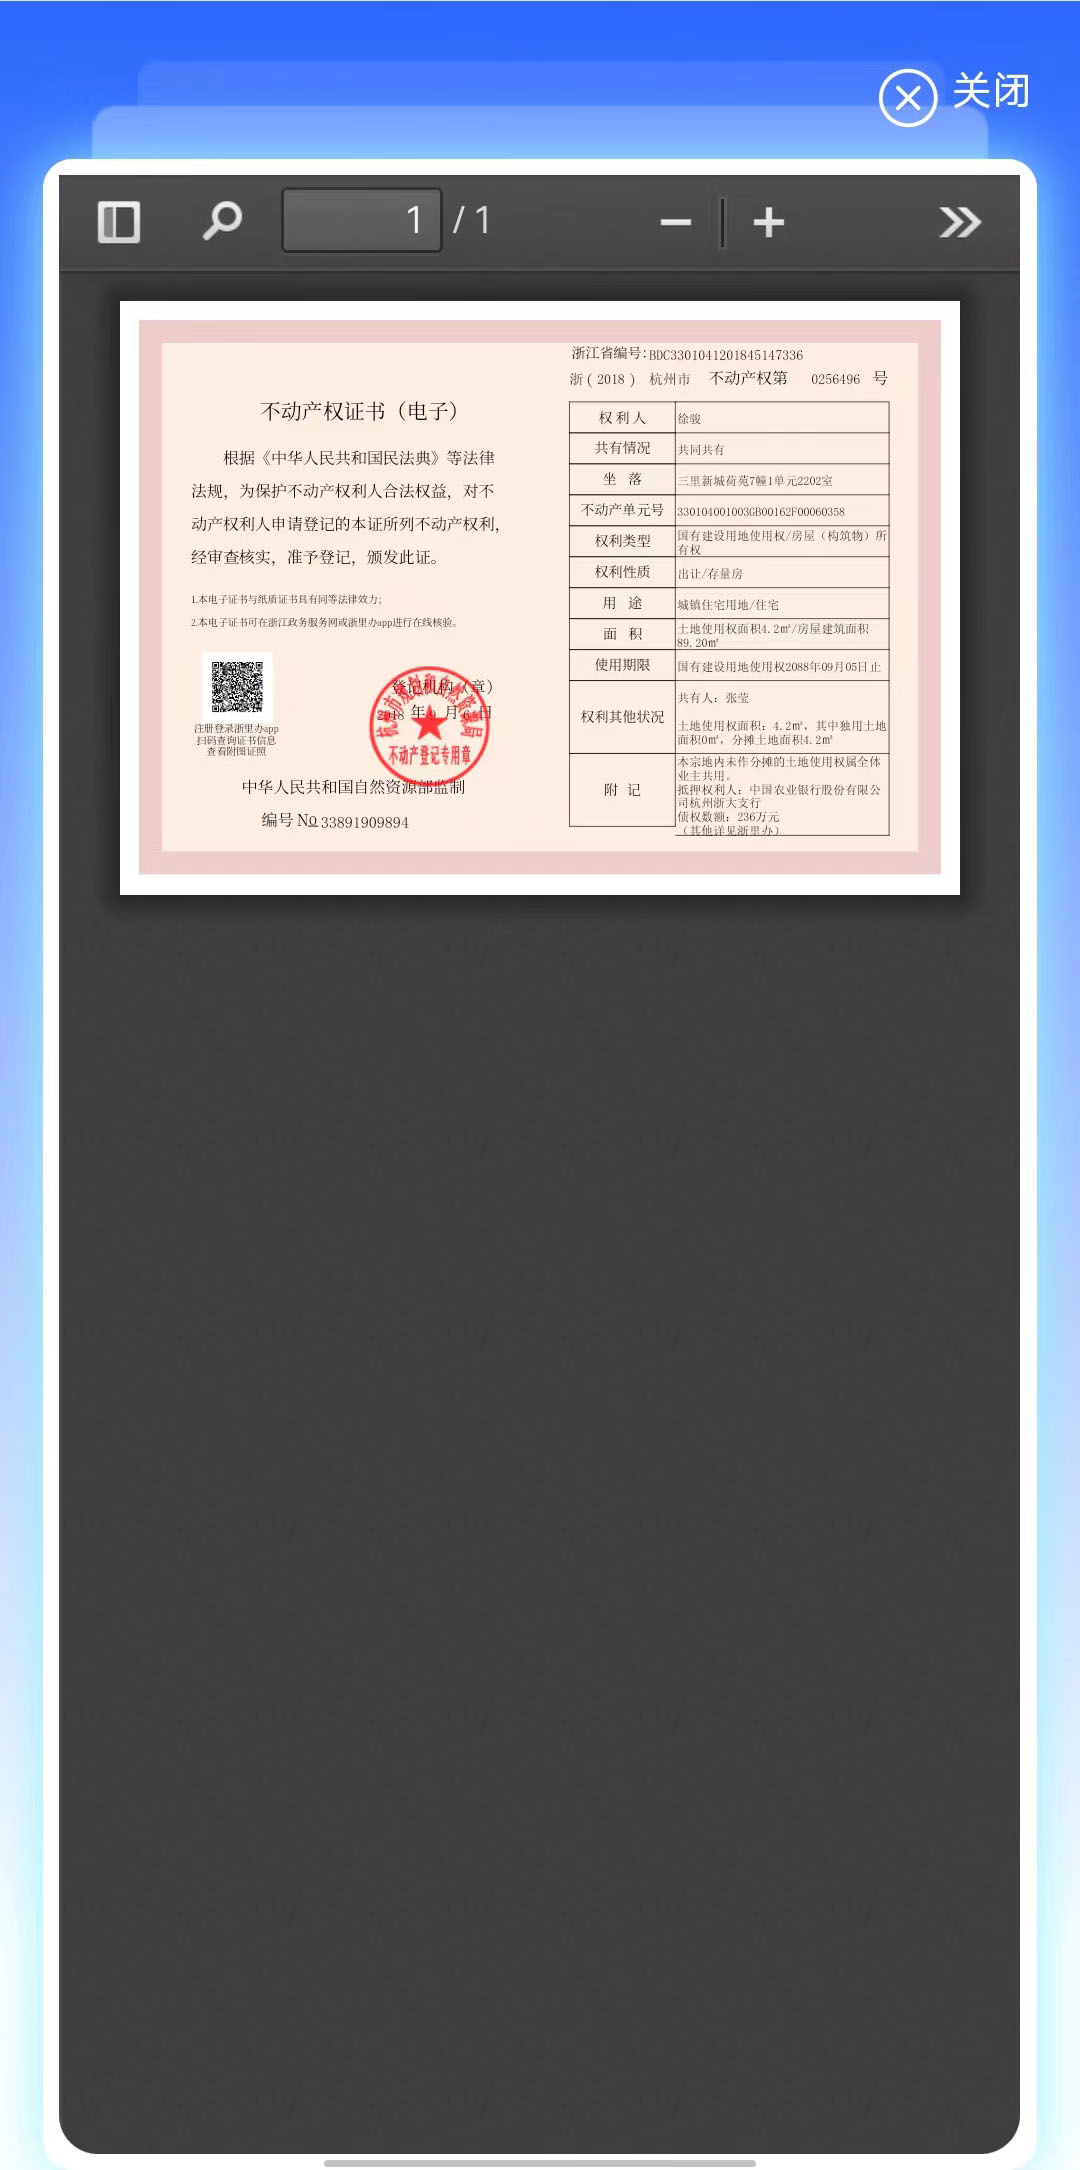 关闭
1 / 1
不动产权证书（电子）
根据《中华人民共和国民法典》等法律
法规，为保护不动产权利人合法权益，对不
动产权利人申请登记的本证所列不动产权利，
经审查核实，准予登记，颁发此证。
1.本电子证书与纸质证书具有同等法律效力；
2.本电子证书可在浙江政务服务网或浙里办app进行在线核验。
注册登录浙里办app
扫码查询证书信息
查看附图证照
登记机构（章）
2018 年 9 月 6 日
杭州市规划和自然资源局
不动产登记专用章
中华人民共和国自然资源部监制
编号 No 33891909894
浙江省编号：BDC3301041201845147336
浙 ( 2018 ) 杭州市 不动产权第 0256496 号
权 利 人 徐骏
共有情况 共同共有
坐 落 三里新城荷苑7幢1单元2202室
不动产单元号 330104001003GB00162F00060358
权利类型 国有建设用地使用权/房屋（构筑物）所
有权
权利性质 出让/存量房
用 途 城镇住宅用地/住宅
面 积 土地使用权面积4.2㎡/房屋建筑面积
89.20㎡
使用期限 国有建设用地使用权2088年09月05日止
权利其他状况 共有人：张莹
土地使用权面积：4.2㎡，其中独用土地
面积0㎡，分摊土地面积4.2㎡
附 记 本宗地内未作分摊的土地使用权属全体
业主共用。
抵押权利人：中国农业银行股份有限公
司杭州浙大支行
债权数额：236万元
（其他详见浙里办）